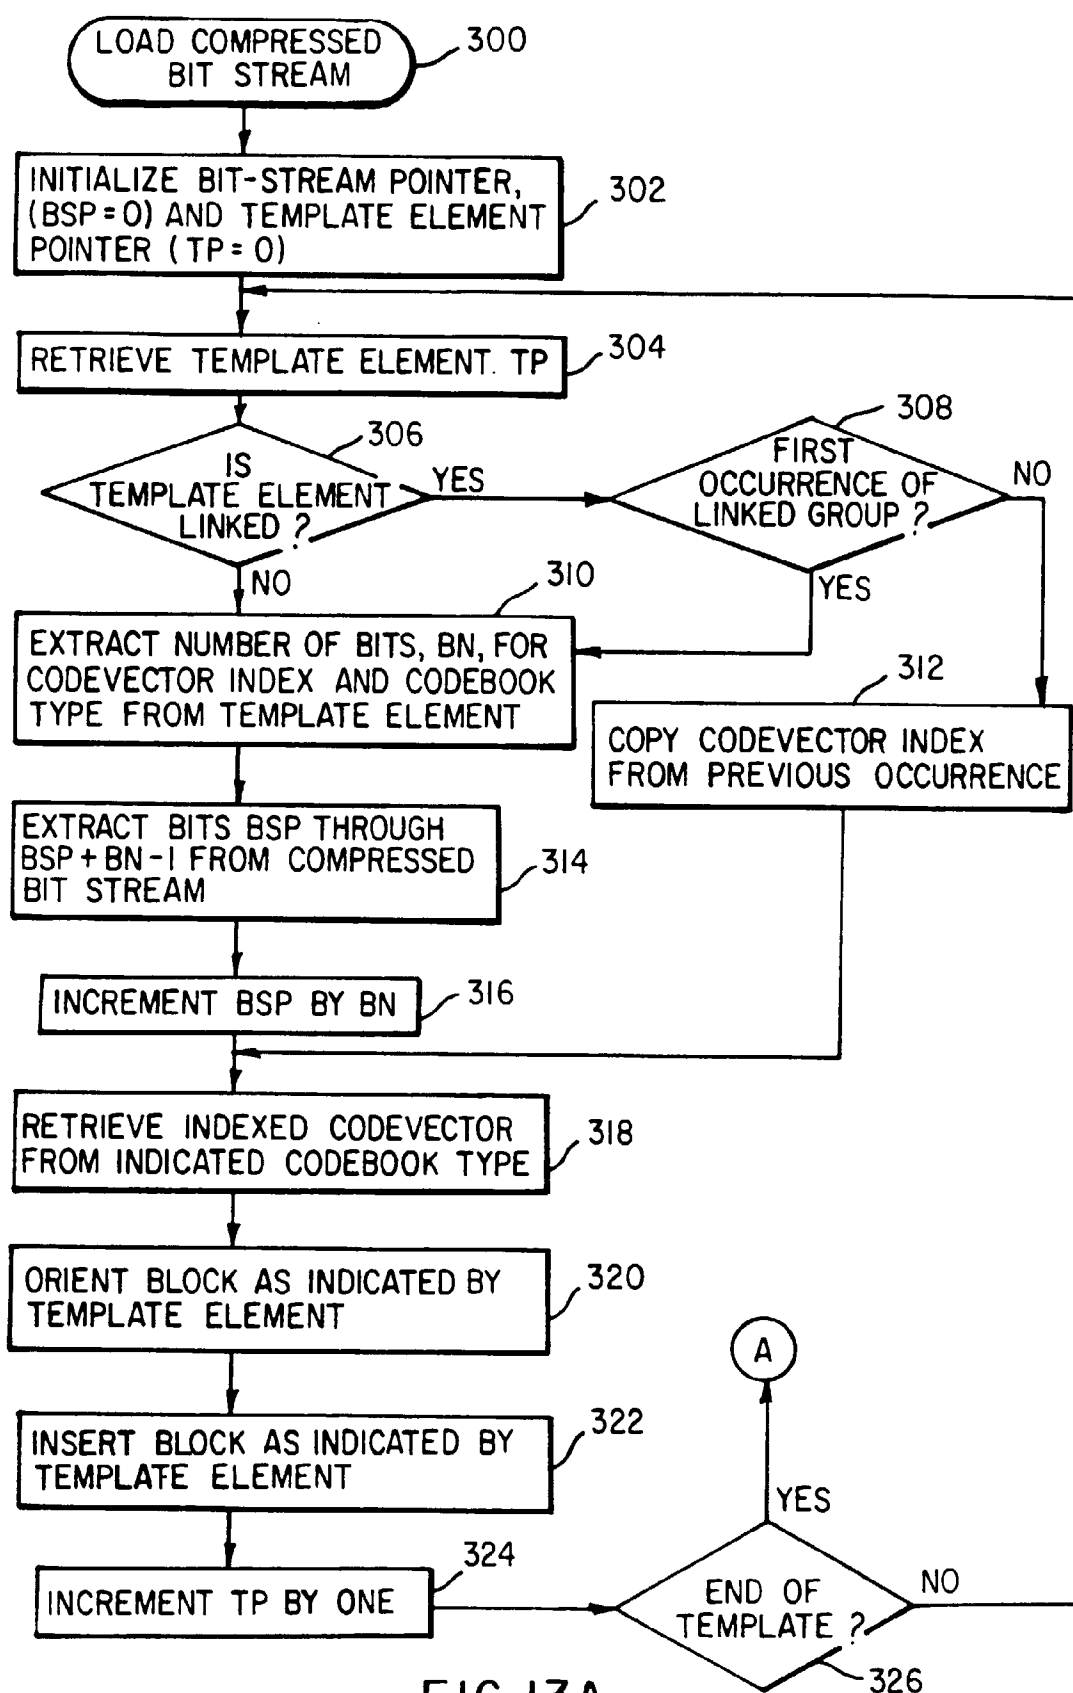 LOAD COMPRESSED
BIT STREAM
300
INITIALIZE BIT-STREAM POINTER,
(BSP=0) AND TEMPLATE ELEMENT
POINTER (TP=0)
302
RETRIEVE TEMPLATE ELEMENT. TP
304
IS
TEMPLATE ELEMENT
LINKED ?
306
YES
NO
FIRST
OCCURRENCE OF
LINKED GROUP ?
308
NO
YES
310
EXTRACT NUMBER OF BITS, BN, FOR
CODEVECTOR INDEX AND CODEBOOK
TYPE FROM TEMPLATE ELEMENT
312
COPY CODEVECTOR INDEX
FROM PREVIOUS OCCURRENCE
EXTRACT BITS BSP THROUGH
BSP+BN-1 FROM COMPRESSED
BIT STREAM
314
INCREMENT BSP BY BN
316
RETRIEVE INDEXED CODEVECTOR
FROM INDICATED CODEBOOK TYPE
318
ORIENT BLOCK AS INDICATED BY
TEMPLATE ELEMENT
320
INSERT BLOCK AS INDICATED BY
TEMPLATE ELEMENT
322
INCREMENT TP BY ONE
324
A
YES
END OF
TEMPLATE ?
NO
326
FIG. 17A